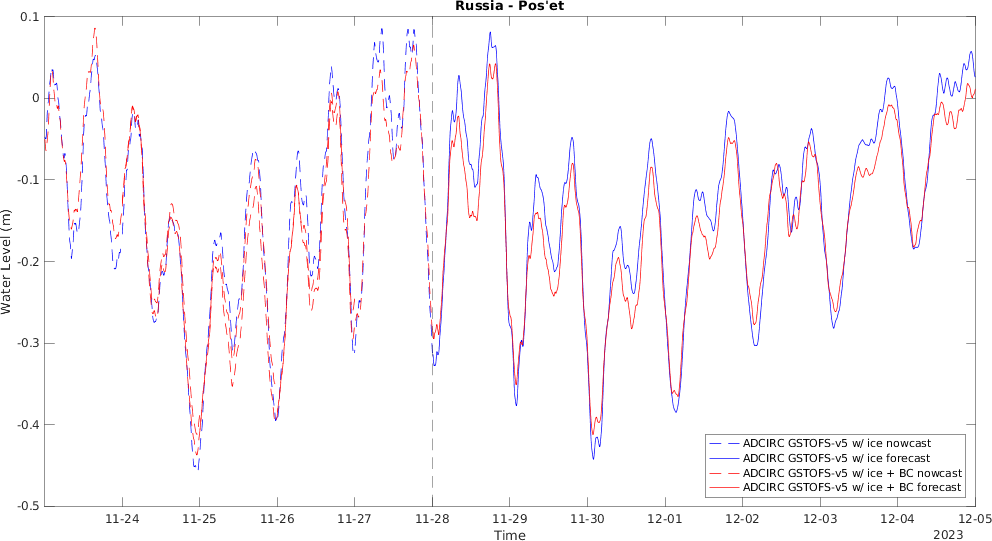 Russia - Pos'et
0.1
0
-0.1
-0.2
-0.3
-0.4
-0.5
Water Level (m)
11-24
11-25
11-26
11-27
11-28
11-29
11-30
12-01
12-02
12-03
12-04
12-05
Time
2023
ADCIRC GSTOFS-v5 w/ ice nowcast
ADCIRC GSTOFS-v5 w/ ice forecast
ADCIRC GSTOFS-v5 w/ ice + BC nowcast
ADCIRC GSTOFS-v5 w/ ice + BC forecast